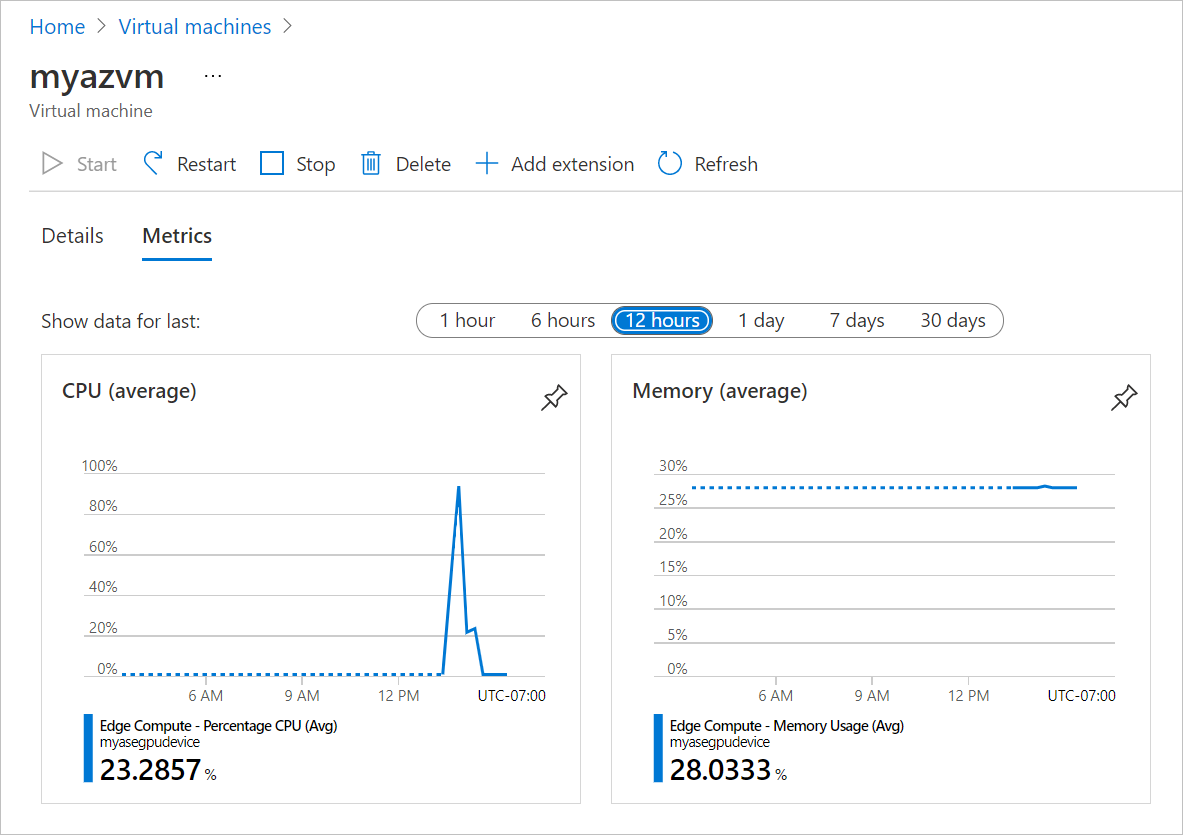 Home > Virtual machines >
myazvm ...
Virtual machine
Start Restart Stop Delete Add extension Refresh
Details Metrics
Show data for last: 1 hour 6 hours 12 hours 1 day 7 days 30 days
CPU (average)
100%
80%
60%
40%
20%
0%
6 AM 9 AM 12 PM UTC-07:00
Edge Compute - Percentage CPU (Avg)
myasegpudevice
23.2857 %
Memory (average)
30%
25%
20%
15%
10%
5%
0%
6 AM 9 AM 12 PM UTC-07:00
Edge Compute - Memory Usage (Avg)
myasegpudevice
28.0333 %